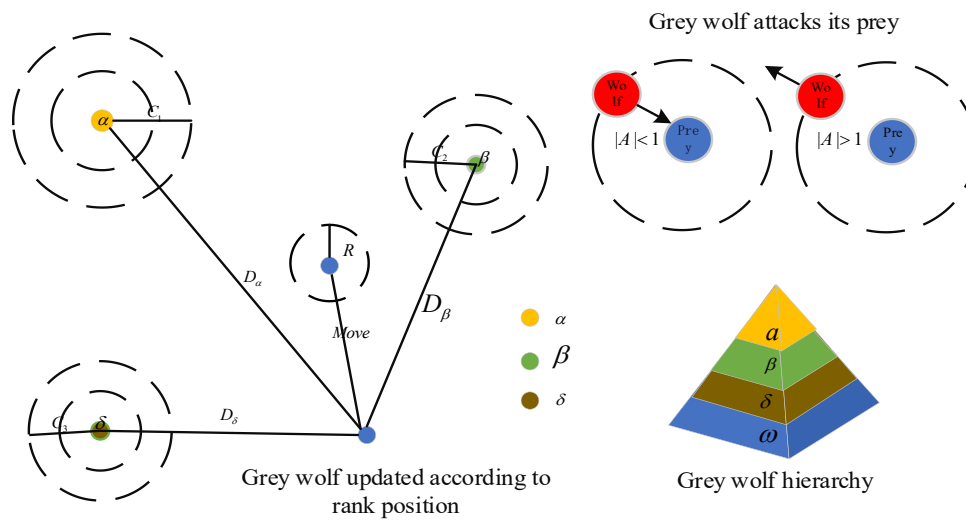 Grey wolf attacks its prey
α
C1
C2
β
Wo
lf
Pre
y
|A|<1
Wo
lf
Pre
y
|A|>1
R
Dα
Dβ
Move
α
β
δ
a
β
δ
ω
C3
δ
Dδ
Grey wolf updated according to
rank position
Grey wolf hierarchy